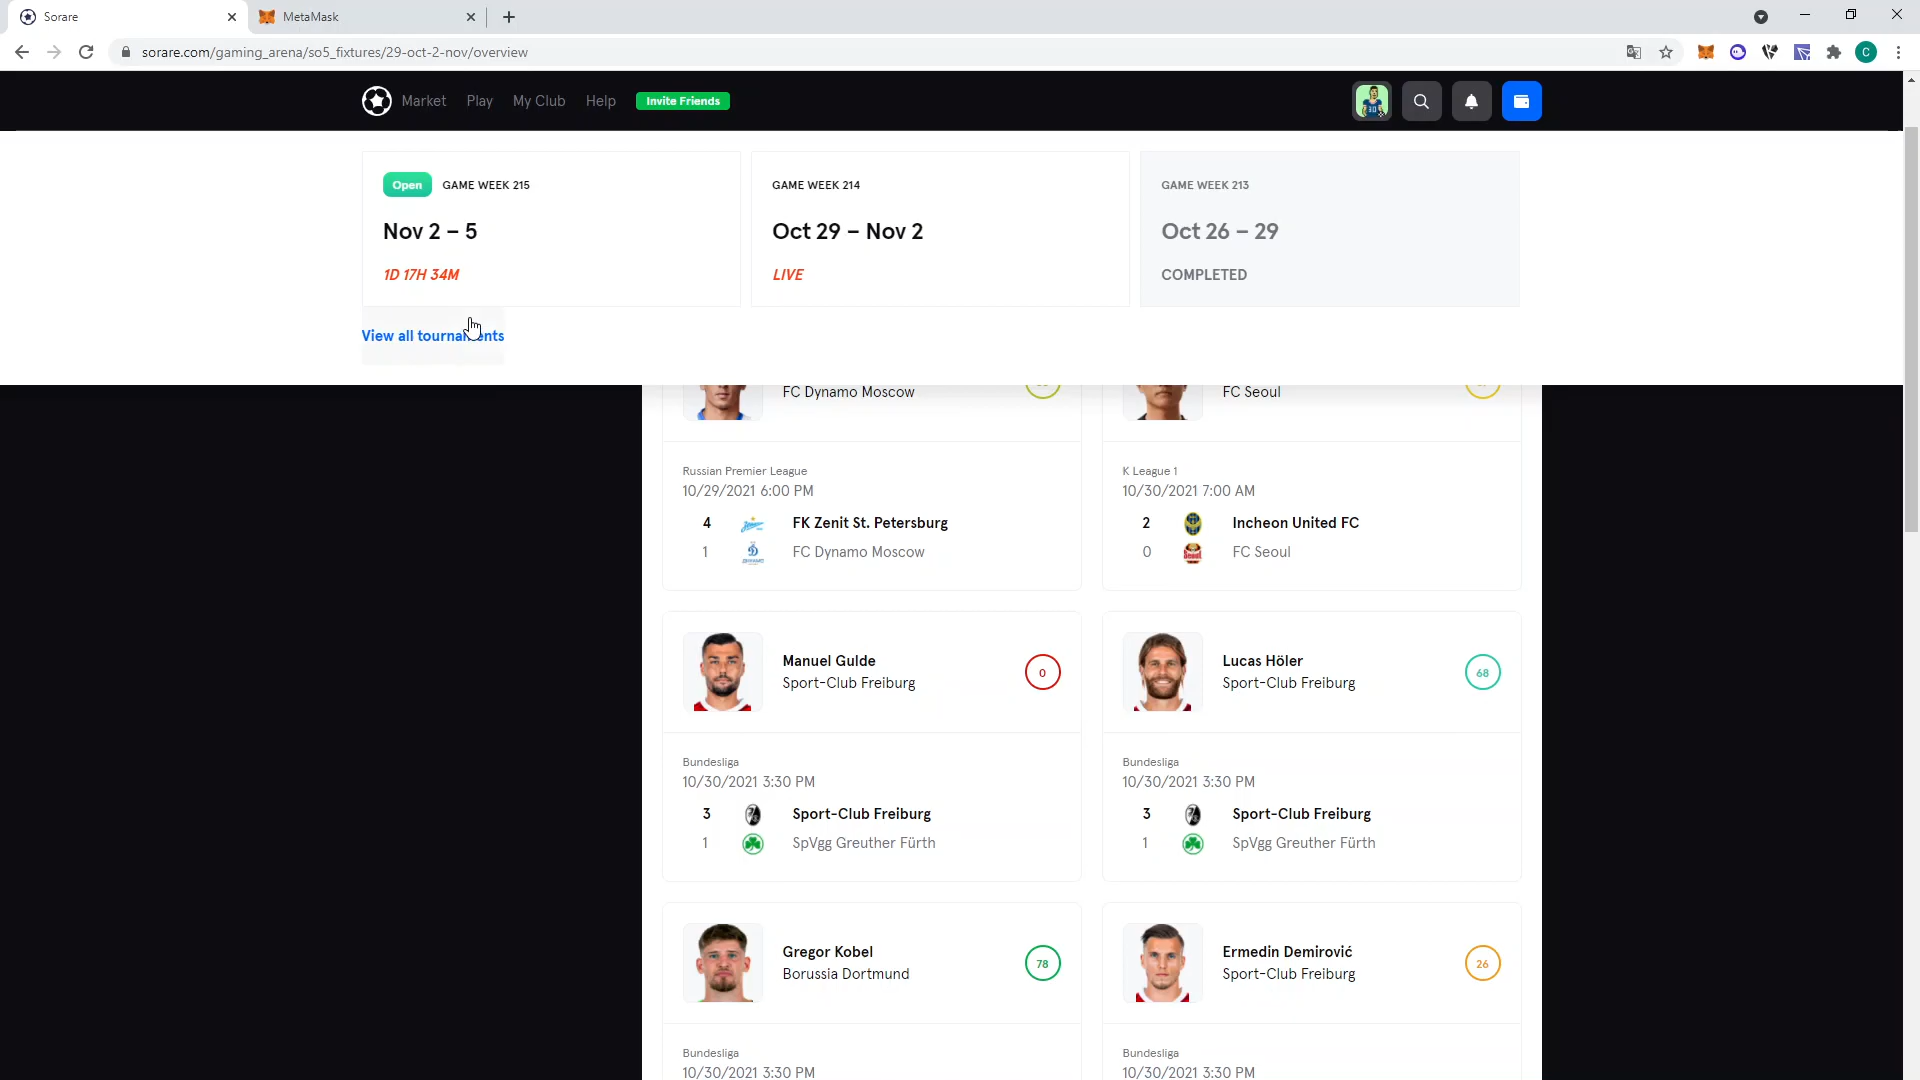 Sorare
MetaMask
sorare.com/gaming_arena/so5_fixtures/29-oct-2-nov/overview
C
Market Play My Club Help Invite Friends
Open GAME WEEK 215
Nov 2 – 5
1D 17H 34M
GAME WEEK 214
Oct 29 – Nov 2
LIVE
GAME WEEK 213
Oct 26 – 29
COMPLETED
View all tournaments
FC Dynamo Moscow
Russian Premier League
10/29/2021 6:00 PM
4 FK Zenit St. Petersburg
1 FC Dynamo Moscow
FC Seoul
K League 1
10/30/2021 7:00 AM
2 Incheon United FC
0 FC Seoul
Manuel Gulde
Sport-Club Freiburg
0
Bundesliga
10/30/2021 3:30 PM
3 Sport-Club Freiburg
1 SpVgg Greuther Fürth
Lucas Höler
Sport-Club Freiburg
68
Bundesliga
10/30/2021 3:30 PM
3 Sport-Club Freiburg
1 SpVgg Greuther Fürth
Gregor Kobel
Borussia Dortmund
78
Bundesliga
10/30/2021 3:30 PM
Ermedin Demirović
Sport-Club Freiburg
26
Bundesliga
10/30/2021 3:30 PM